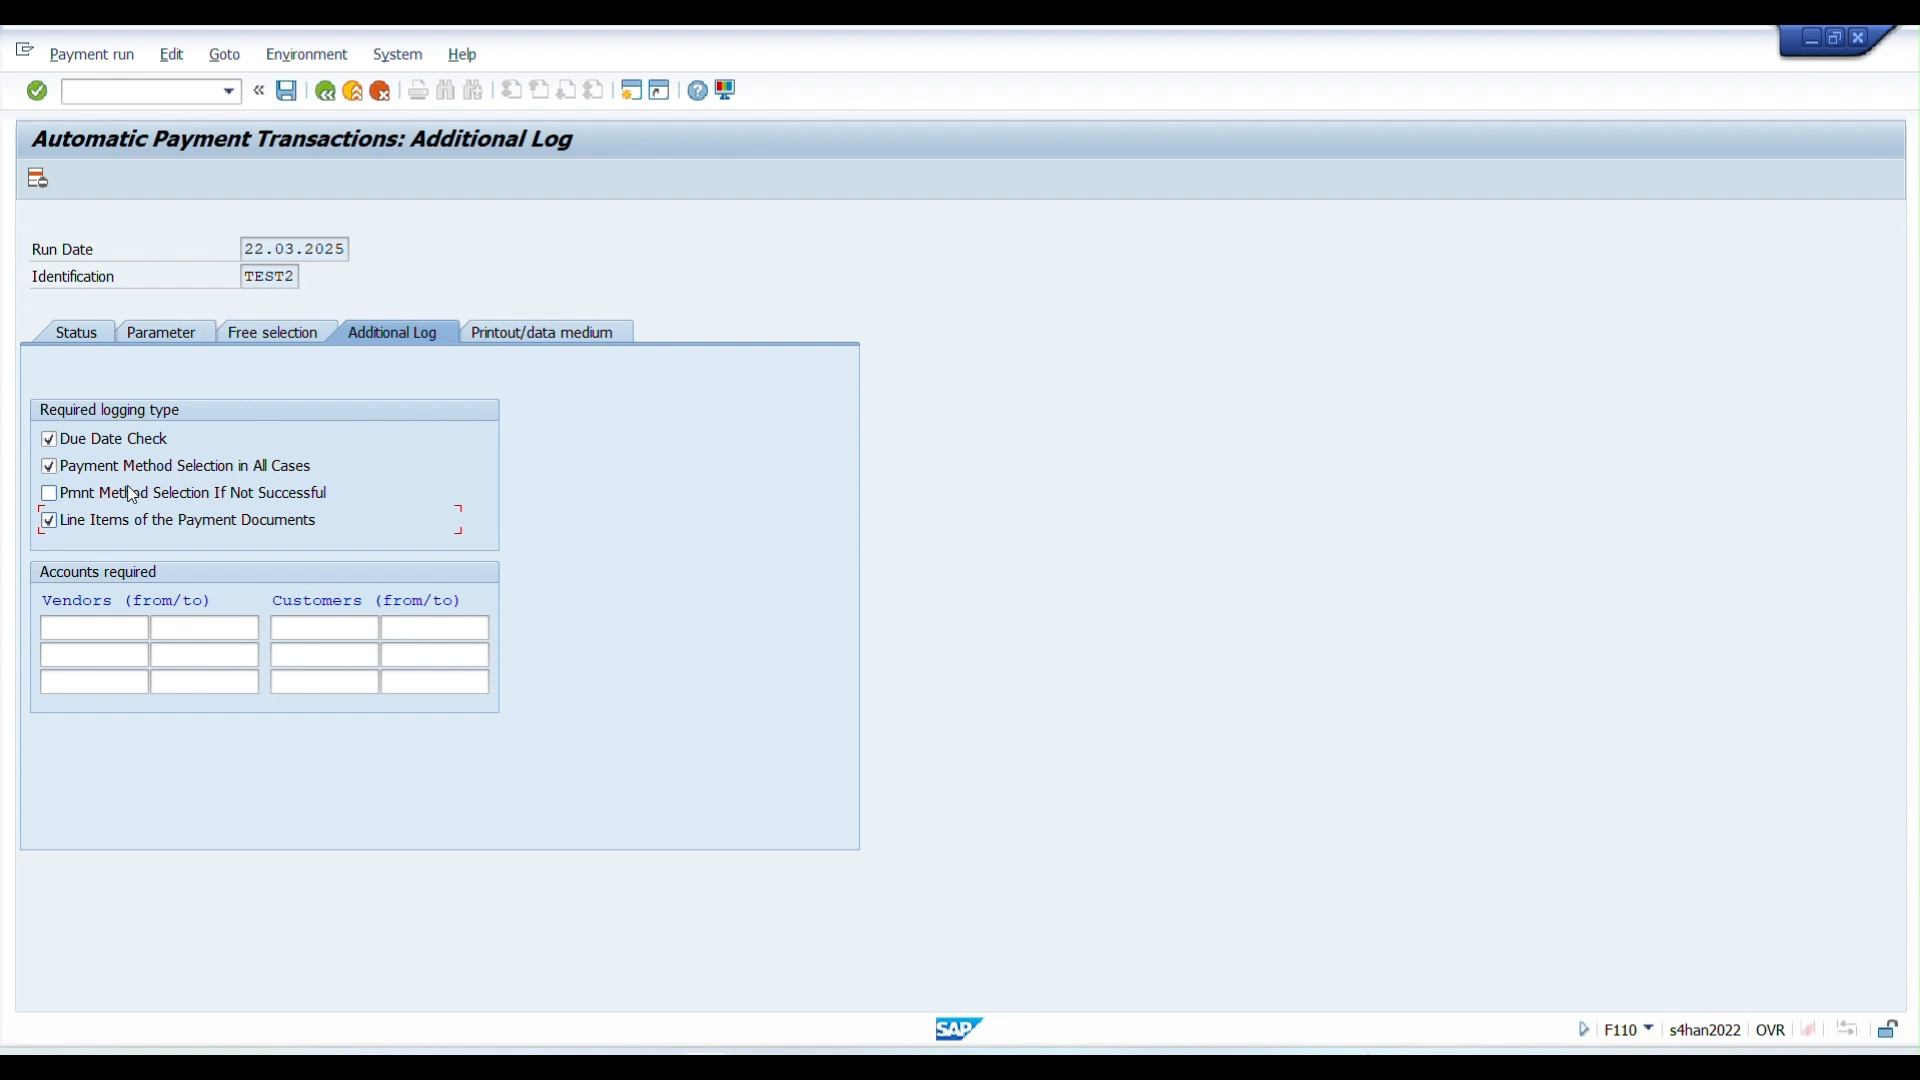 Payment run Edit Goto Environment System Help
Automatic Payment Transactions: Additional Log
Run Date 22.03.2025
Identification TEST2
Status Parameter Free selection Additional Log Printout/data medium
Required logging type
Due Date Check
Payment Method Selection in All Cases
Pmnt Method Selection If Not Successful
Line Items of the Payment Documents
Accounts required
Vendors (from/to) Customers (from/to)
SAP F110 s4han2022 OVR